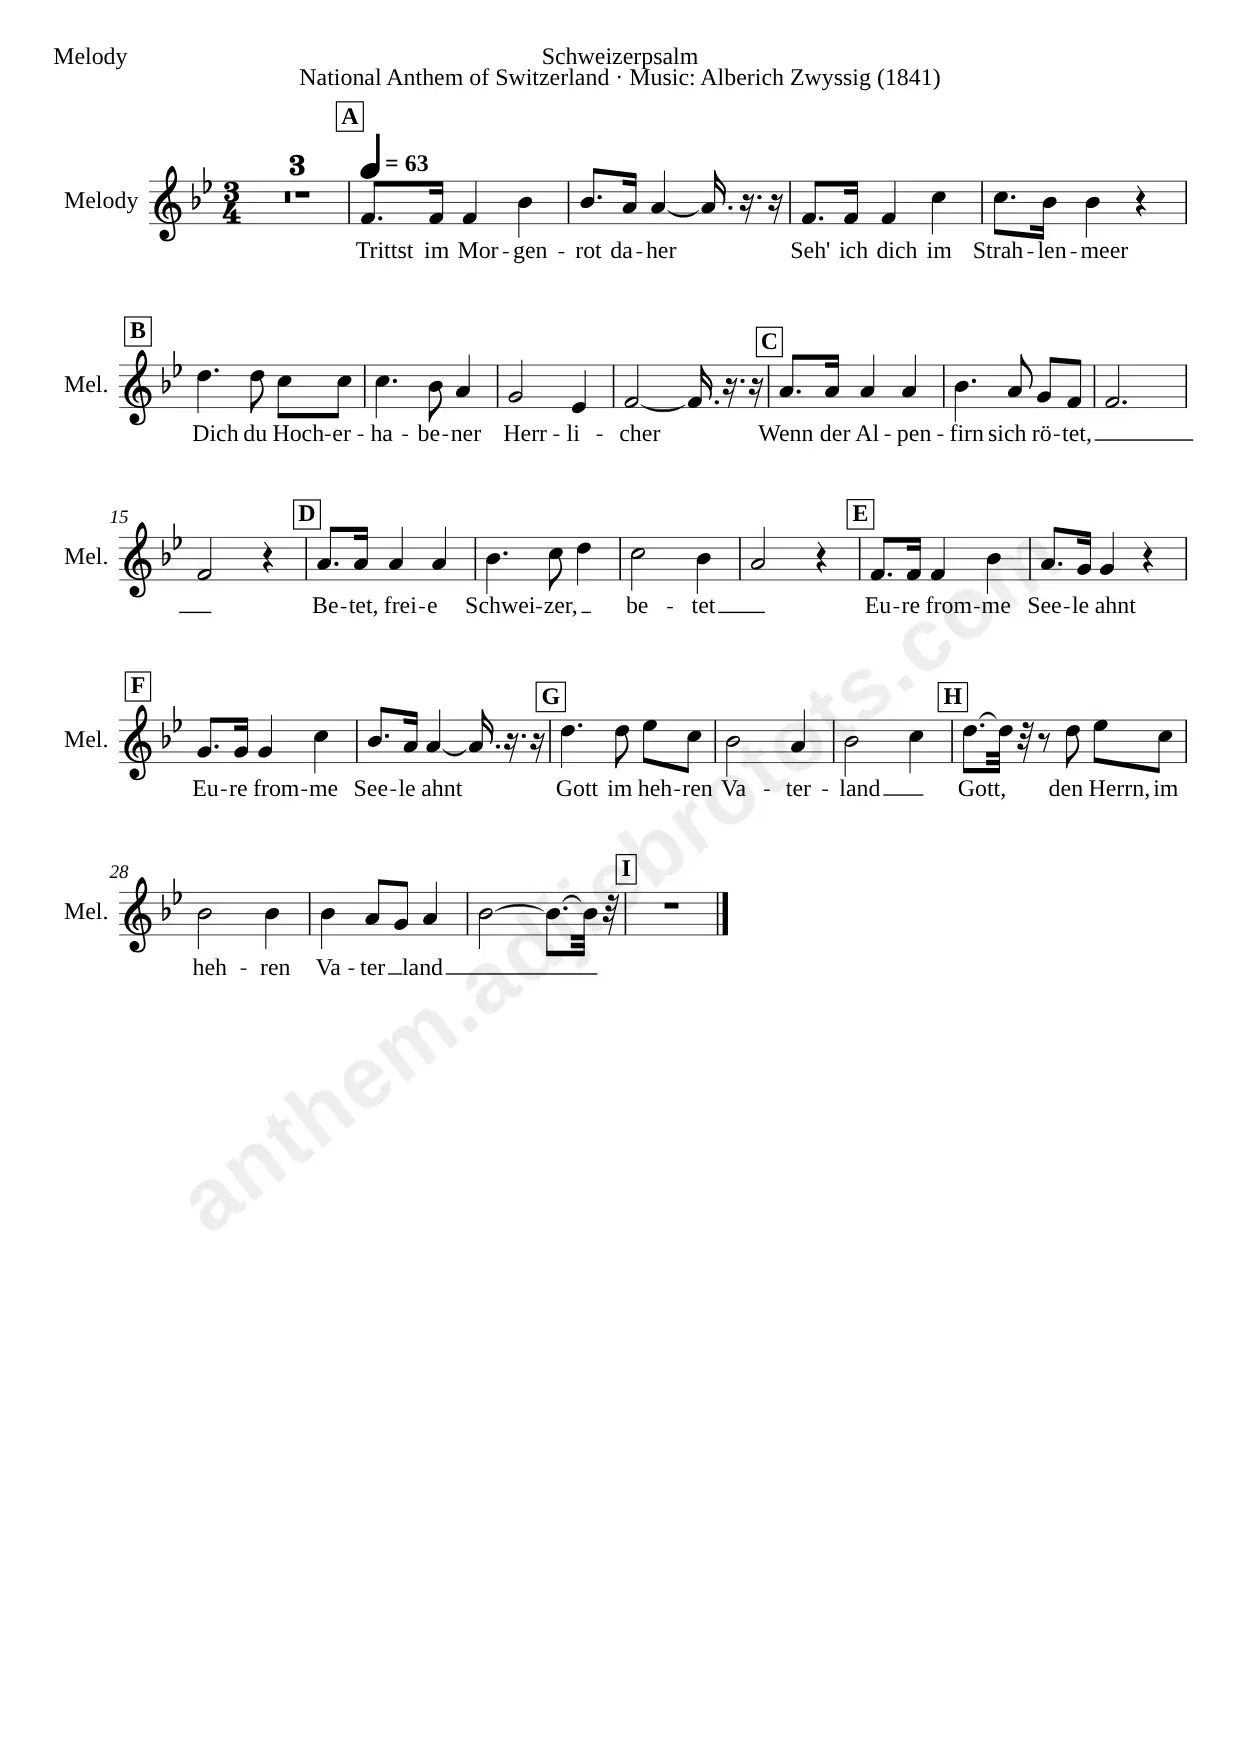 Melody
Schweizerpsalm
National Anthem of Switzerland · Music: Alberich Zwyssig (1841)
A
3
= 63
Melody
3
4
Trittst im Mor - gen - rot da - her Seh' ich dich im Strah - len - meer
B
C
Mel.
Dich du Hoch - er - ha - be - ner Herr - li - cher Wenn der Al - pen - firn sich rö - tet,
15
D
E
Mel.
Be - tet, frei - e Schwei - zer, be - tet Eu - re from - me See - le ahnt
F
G
H
Mel.
Eu - re from - me See - le ahnt Gott im heh - ren Va - ter - land Gott, den Herrn, im
28
I
Mel.
heh - ren Va - ter land
anthem.adjiebrotots.com